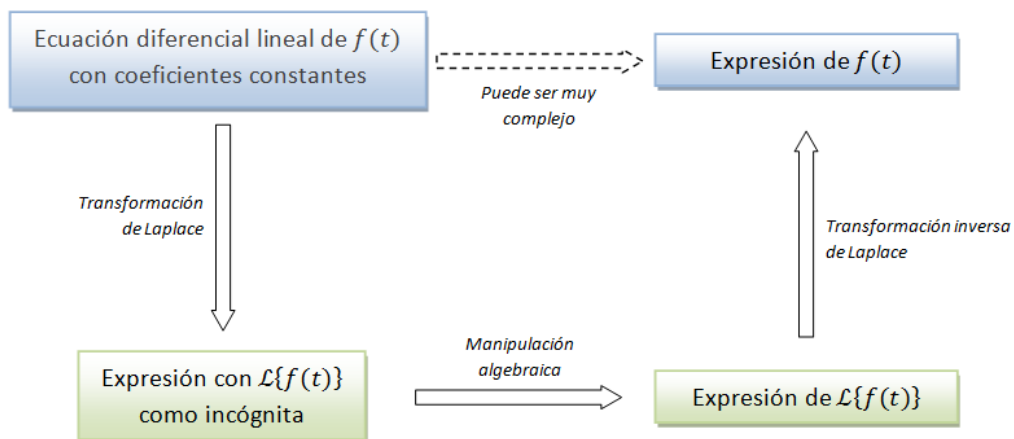 Ecuación diferencial lineal de f(t)
con coeficientes constantes
Puede ser muy
complejo
Expresión de f(t)
Transformación
de Laplace
Transformación inversa
de Laplace
Expresión con ℒ{f(t)}
como incógnita
Manipulación
algebraica
Expresión de ℒ{f(t)}